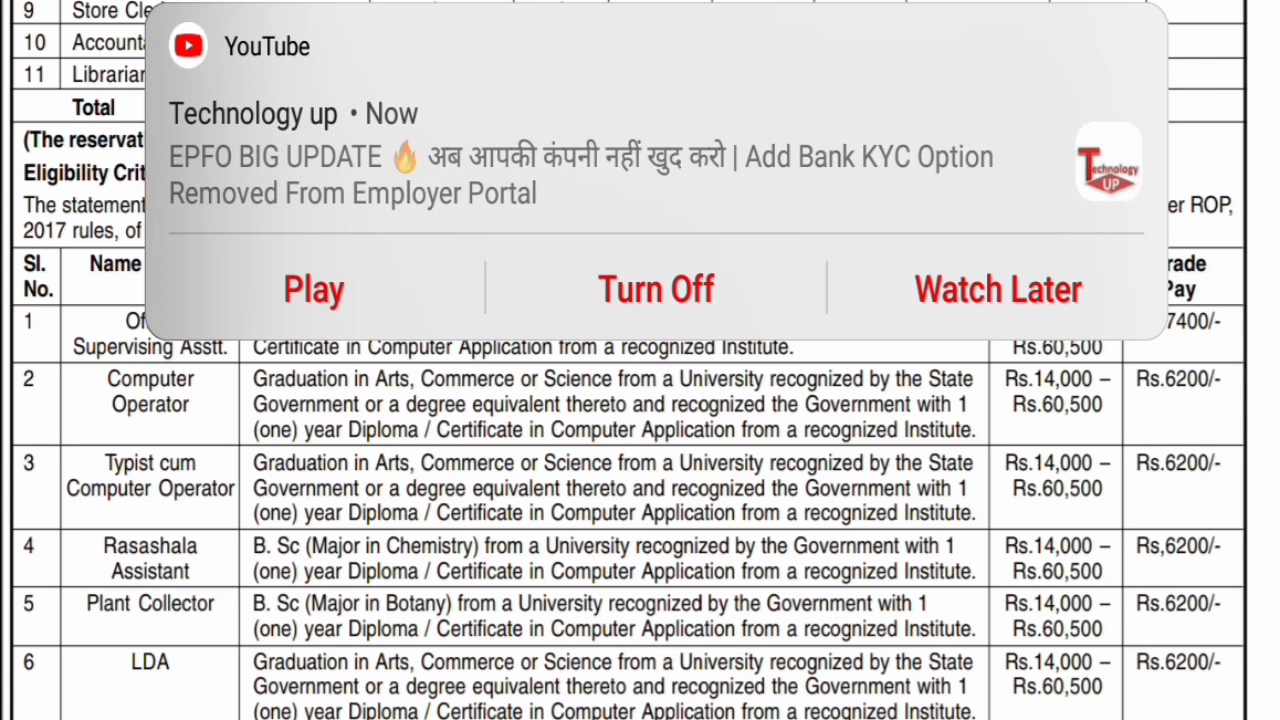 9 Store Cle
10 Accounta
11 Librarian
Total
(The reservat
Eligibility Crit
The statement er ROP,
2017 rules, of
YouTube
Technology up • Now
EPFO BIG UPDATE 🔥 अब आपकी कंपनी नहीं खुद करो | Add Bank KYC Option
Removed From Employer Portal
Technology
UP
Play Turn Off Watch Later
Sl. Name rade
No. Pay
1 Of 7400/-
Supervising Asstt. Certificate in Computer Application from a recognized Institute. Rs.60,500
2 Computer Graduation in Arts, Commerce or Science from a University recognized by the State Rs.14,000 – Rs.6200/-
Operator Government or a degree equivalent thereto and recognized the Government with 1 Rs.60,500
(one) year Diploma / Certificate in Computer Application from a recognized Institute.
3 Typist cum Graduation in Arts, Commerce or Science from a University recognized by the State Rs.14,000 – Rs.6200/-
Computer Operator Government or a degree equivalent thereto and recognized the Government with 1 Rs.60,500
(one) year Diploma / Certificate in Computer Application from a recognized Institute.
4 Rasashala B. Sc (Major in Chemistry) from a University recognized by the Government with 1 Rs.14,000 – Rs,6200/-
Assistant (one) year Diploma / Certificate in Computer Application from a recognized Institute. Rs.60,500
5 Plant Collector B. Sc (Major in Botany) from a University recognized by the Government with 1 Rs.14,000 – Rs.6200/-
(one) year Diploma / Certificate in Computer Application from a recognized Institute. Rs.60,500
6 LDA Graduation in Arts, Commerce or Science from a University recognized by the State Rs.14,000 – Rs.6200/-
Government or a degree equivalent thereto and recognized the Government with 1 Rs.60,500
(one) year Diploma / Certificate in Computer Application from a recognized Institute.